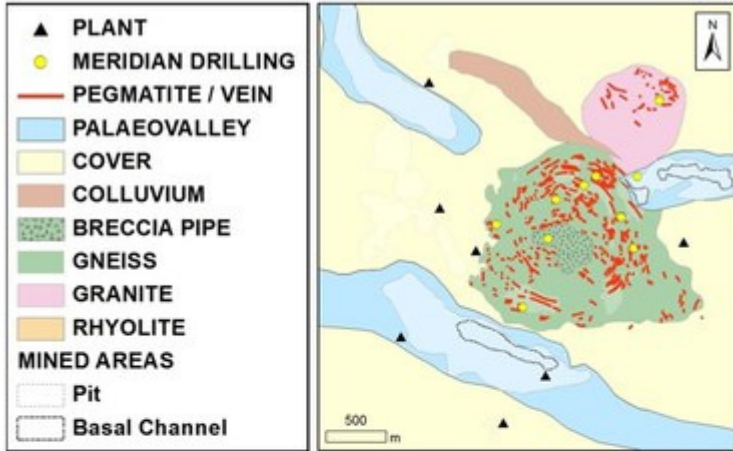 PLANT
MERIDIAN DRILLING
PEGMATITE / VEIN
PALAEOVALLEY
COVER
COLLUVIUM
BRECCIA PIPE
GNEISS
GRANITE
RHYOLITE
MINED AREAS
Pit
Basal Channel
N
500
m